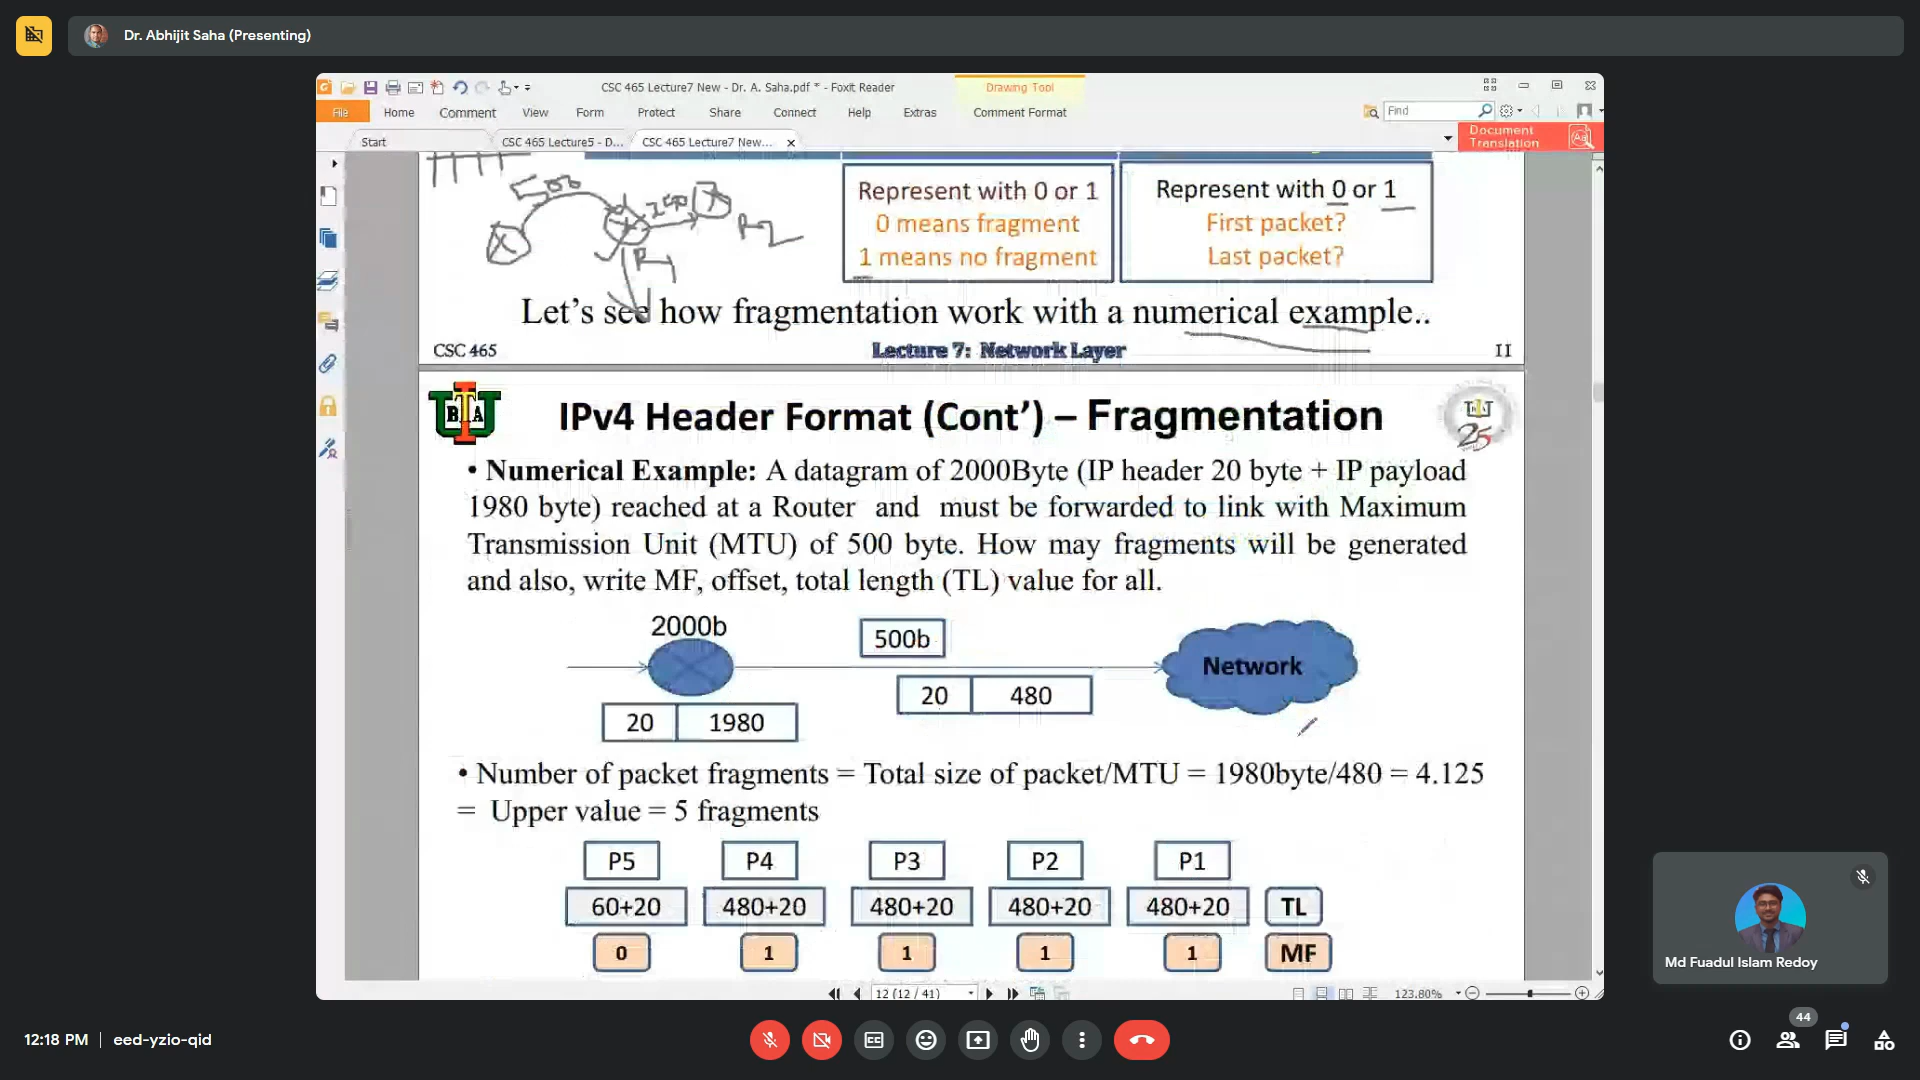 Dr. Abhijit Saha (Presenting)
CSC 465 Lecture7 New - Dr. A. Saha.pdf * - Foxit Reader
Drawing Tool
File Home Comment View Form Protect Share Connect Help Extras Comment Format
Find
Start CSC 465 Lecture5 - D... CSC 465 Lecture7 New...
Document
Translation
500
R1
R2
Represent with 0 or 1
0 means fragment
1 means no fragment
Represent with 0 or 1
First packet?
Last packet?
Let's see how fragmentation work with a numerical example..
CSC 465 Lecture 7: Network Layer 11
IUBAT
IPv4 Header Format (Cont') – Fragmentation
25
• Numerical Example: A datagram of 2000Byte (IP header 20 byte + IP payload
1980 byte) reached at a Router and must be forwarded to link with Maximum
Transmission Unit (MTU) of 500 byte. How may fragments will be generated
and also, write MF, offset, total length (TL) value for all.
2000b
500b
Network
20 480
20 1980
• Number of packet fragments = Total size of packet/MTU = 1980byte/480 = 4.125
= Upper value = 5 fragments
P5 P4 P3 P2 P1
60+20 480+20 480+20 480+20 480+20 TL
0 1 1 1 1 MF
12 (12 / 41)
123.80%
Md Fuadul Islam Redoy
12:18 PM | eed-yzio-qid
44